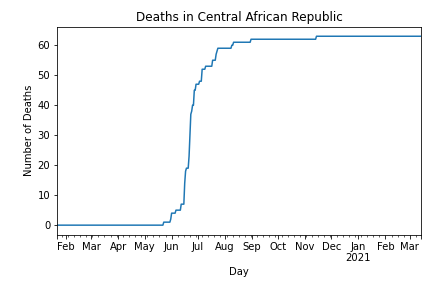 Deaths in Central African Republic
Number of Deaths
60
50
40
30
20
10
0
Feb Mar Apr May Jun Jul Aug Sep Oct Nov Dec Jan Feb Mar
2021
Day